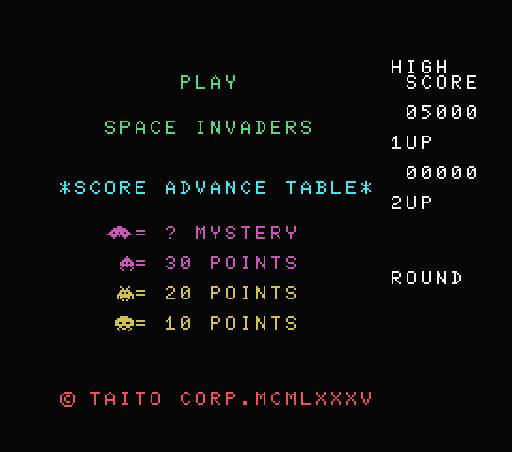 PLAY
SPACE INVADERS
*SCORE ADVANCE TABLE*
= ? MYSTERY
= 30 POINTS
= 20 POINTS
= 10 POINTS
© TAITO CORP.MCMLXXXV
HIGH
SCORE
05000
1UP
00000
2UP
ROUND